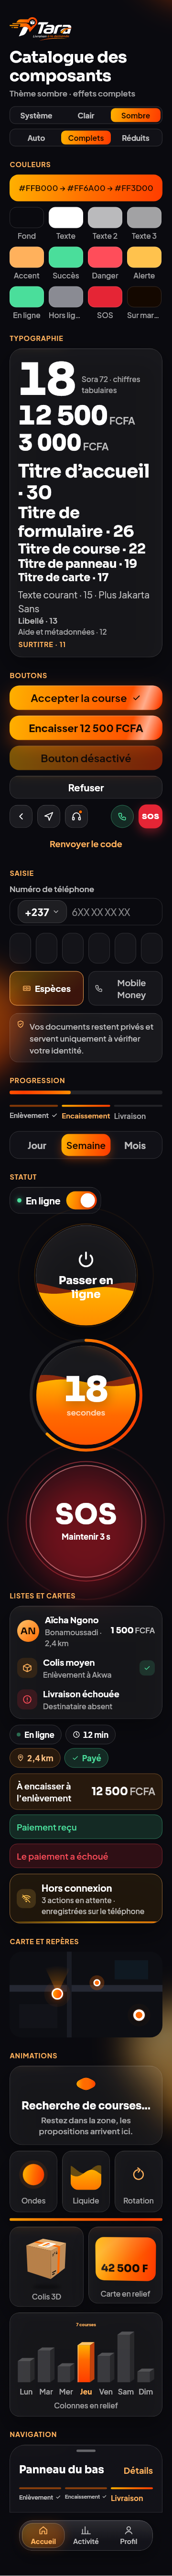 Tara
Catalogue des
composants
Thème sombre · effets complets
Système Clair Sombre
Auto Complets Réduits
COULEURS
#FFB000 → #FF6A00 → #FF3D00
Fond Texte Texte 2 Texte 3
Accent Succès Danger Alerte
En ligne Hors lig... SOS Sur mar...
TYPOGRAPHIE
18 Sora 72 · chiffres
tabulaires
12 500 FCFA
3 000 FCFA
Titre d’accueil
· 30
Titre de
formulaire · 26
Titre de course · 22
Titre de panneau · 19
Titre de carte · 17
Texte courant · 15 · Plus Jakarta
Sans
Libellé · 13
Aide et métadonnées · 12
SURTITRE · 11
BOUTONS
Accepter la course
Encaisser 12 500 FCFA
Bouton désactivé
Refuser
SOS
Renvoyer le code
SAISIE
Numéro de téléphone
+237 6XX XX XX XX
Espèces
Mobile
Money
Vos documents restent privés et
servent uniquement à vérifier
votre identité.
PROGRESSION
Enlèvement Encaissement Livraison
Jour Semaine Mois
STATUT
En ligne
Passer en
ligne
18
secondes
SOS
Maintenir 3 s
LISTES ET CARTES
AN
Aïcha Ngono
Bonamoussadi ·
2,4 km
1 500 FCFA
Colis moyen
Enlèvement à Akwa
Livraison échouée
Destinataire absent
En ligne 12 min
2,4 km Payé
À encaisser à
l’enlèvement
12 500 FCFA
Paiement reçu
Le paiement a échoué
Hors connexion
3 actions en attente ·
enregistrées sur le téléphone
CARTE ET REPÈRES
ANIMATIONS
Recherche de courses...
Restez dans la zone, les
propositions arrivent ici.
Ondes Liquide Rotation
42 500 F
Colis 3D Carte en relief
7 courses
Lun Mar Mer Jeu Ven Sam Dim
Colonnes en relief
NAVIGATION
Panneau du bas Détails
Enlèvement Encaissement Livraison
Accueil Activité Profil